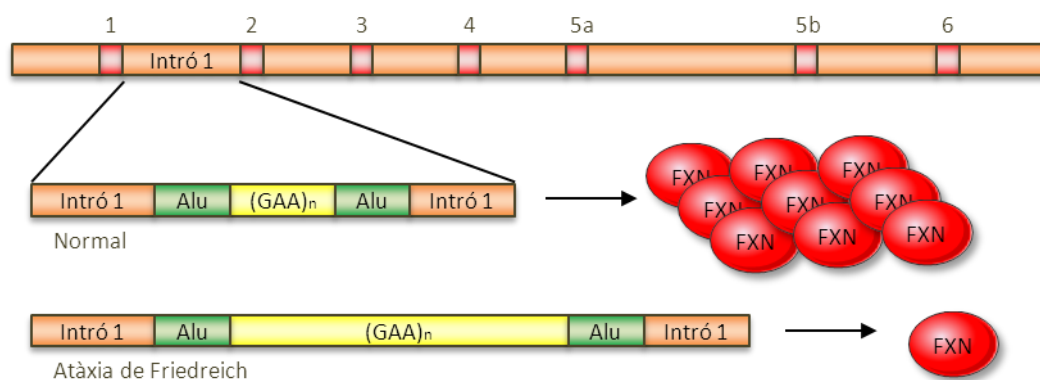 1 2 3 4 5a 5b 6
Intró 1
Intró 1 Alu (GAA)n Alu Intró 1
Normal
FXN FXN FXN
FXN FXN FXN
FXN FXN FXN
Intró 1 Alu (GAA)n Alu Intró 1
FXN
Atàxia de Friedreich